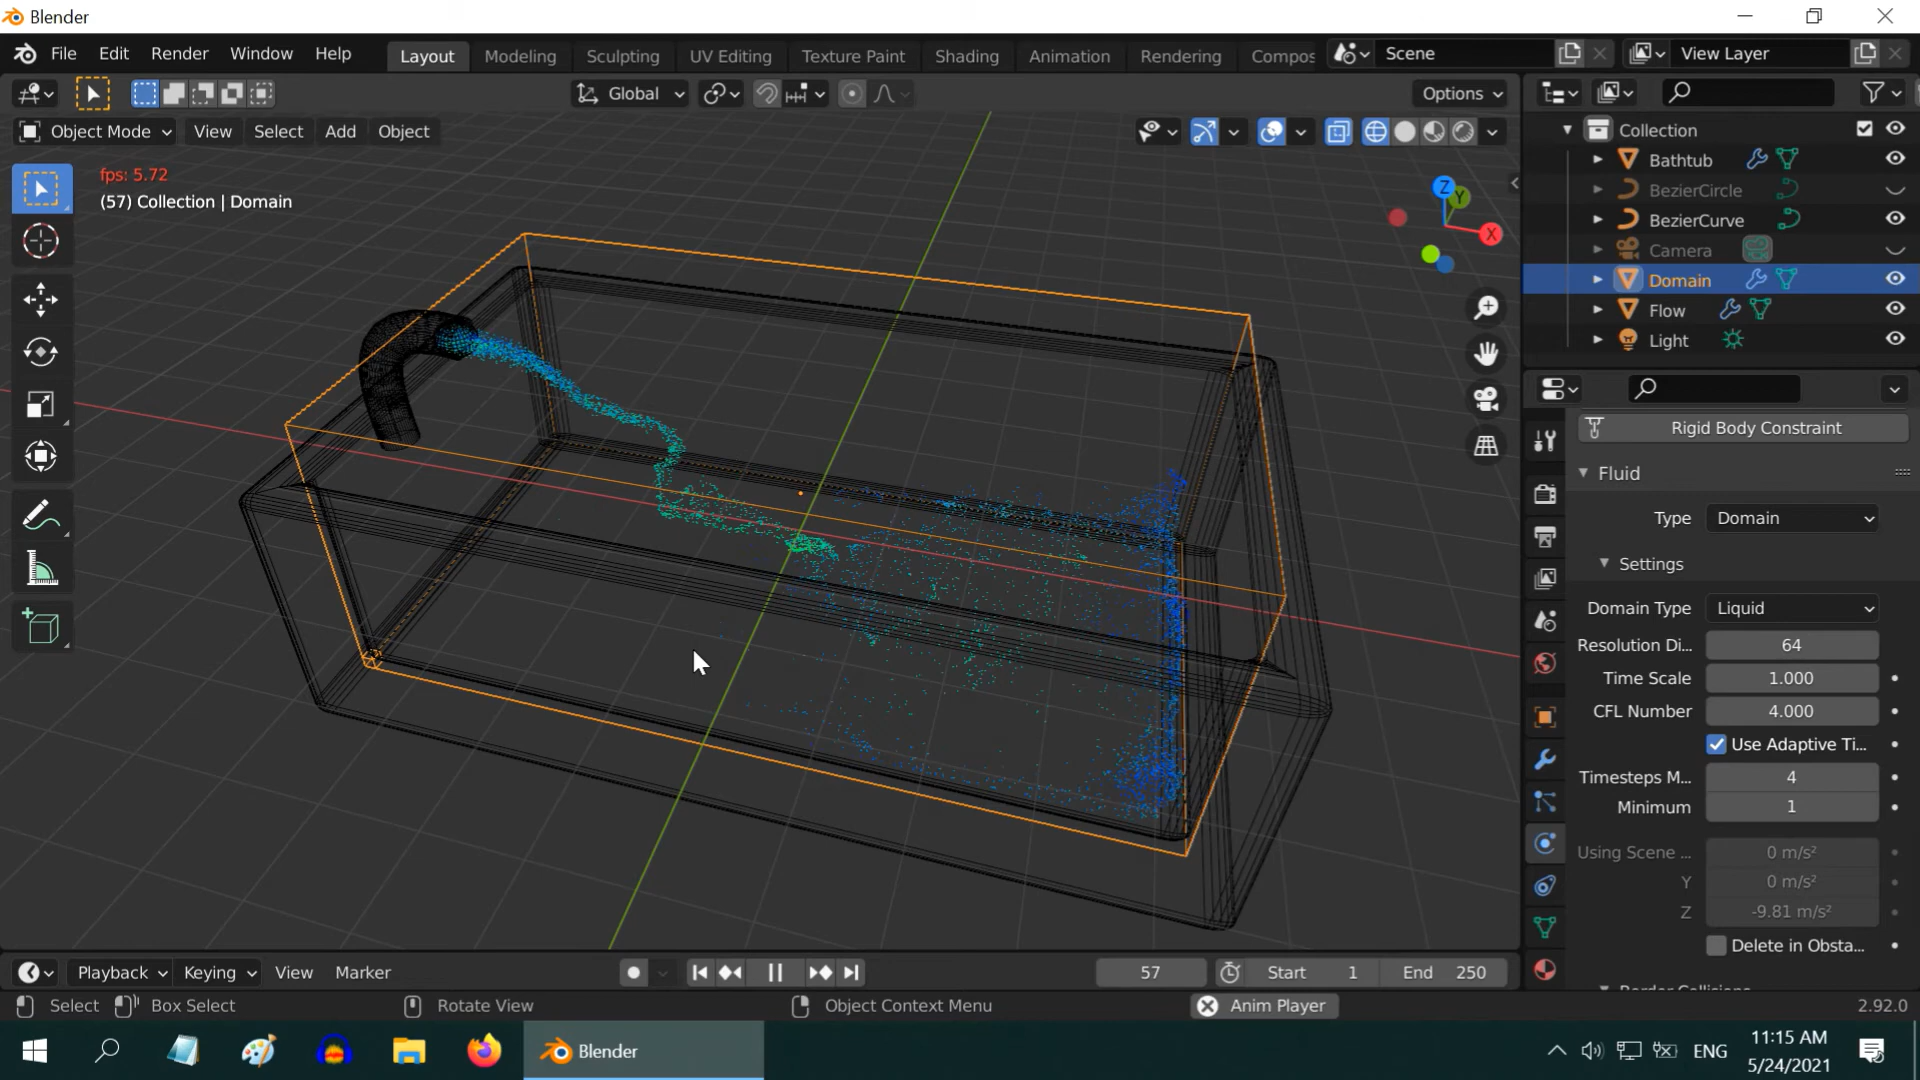 Blender
File Edit Render Window Help
Layout Modeling Sculpting UV Editing Texture Paint Shading Animation Rendering Compos
Scene
View Layer
Global
Options
Object Mode View Select Add Object
fps: 5.72
(57) Collection | Domain
Z
Y
X
Collection
Bathtub
BezierCircle
BezierCurve
Camera
Domain
Flow
Light
Rigid Body Constraint
Fluid
Type Domain
Settings
Domain Type Liquid
Resolution Di... 64
Time Scale 1.000
CFL Number 4.000
Use Adaptive Ti...
Timesteps M... 4
Minimum 1
Using Scene ... 0 m/s²
Y 0 m/s²
Z -9.81 m/s²
Delete in Obsta...
Border Collisions
Playback Keying View Marker
57 Start 1 End 250
Select Box Select Rotate View Object Context Menu Anim Player 2.92.0
Blender
ENG
11:15 AM
5/24/2021